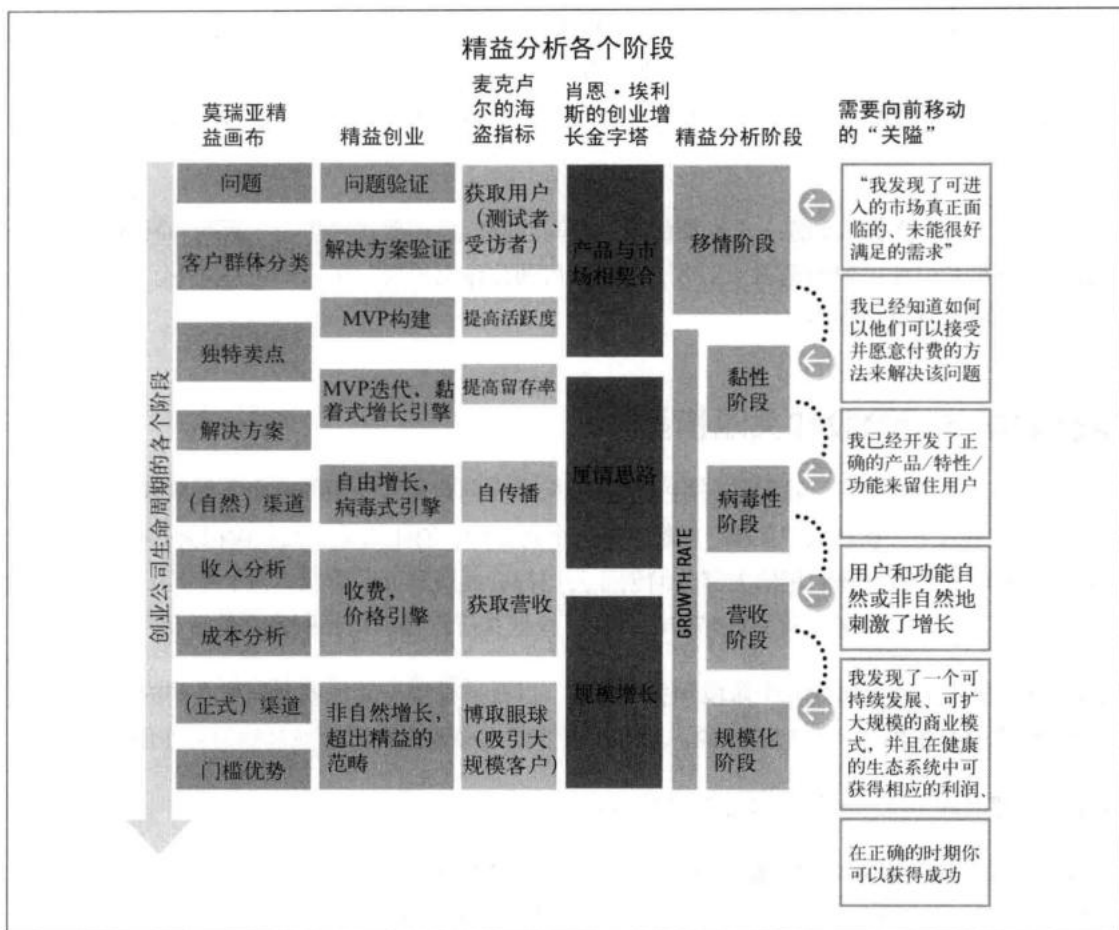 精益分析各个阶段
莫瑞亚精
益画布
精益创业
麦克卢
尔的海
盗指标
肖恩·埃利
斯的创业增
长金字塔
精益分析阶段
需要向前移动
的“关隘”
创业公司生命周期的各个阶段
问题
客户群体分类
独特卖点
解决方案
(自然)渠道
收入分析
成本分析
(正式)渠道
门槛优势
问题验证
解决方案验证
MVP构建
MVP迭代、黏
着式增长引擎
自由增长,
病毒式引擎
收费,
价格引擎
非自然增长,
超出精益的
范畴
获取用户
(测试者、
受访者)
提高活跃度
提高留存率
自传播
获取营收
博取眼球
(吸引大
规模客户)
产品与市
场相契合
厘情思路
规模增长
GROWTH RATE
移情阶段
黏性
阶段
病毒性
阶段
营收
阶段
规模化
阶段
“我发现了可进
入的市场真正面
临的、未能很好
满足的需求”
我已经知道如何
以他们可以接受
并愿意付费的方
法来解决该问题
我已经开发了正
确的产品/特性/
功能来留住用户
用户和功能自
然或非自然地
刺激了增长
我发现了一个可
持续发展、可扩
大规模的商业模
式，并且在健康
的生态系统中可
获得相应的利润、
在正确的时期你
可以获得成功